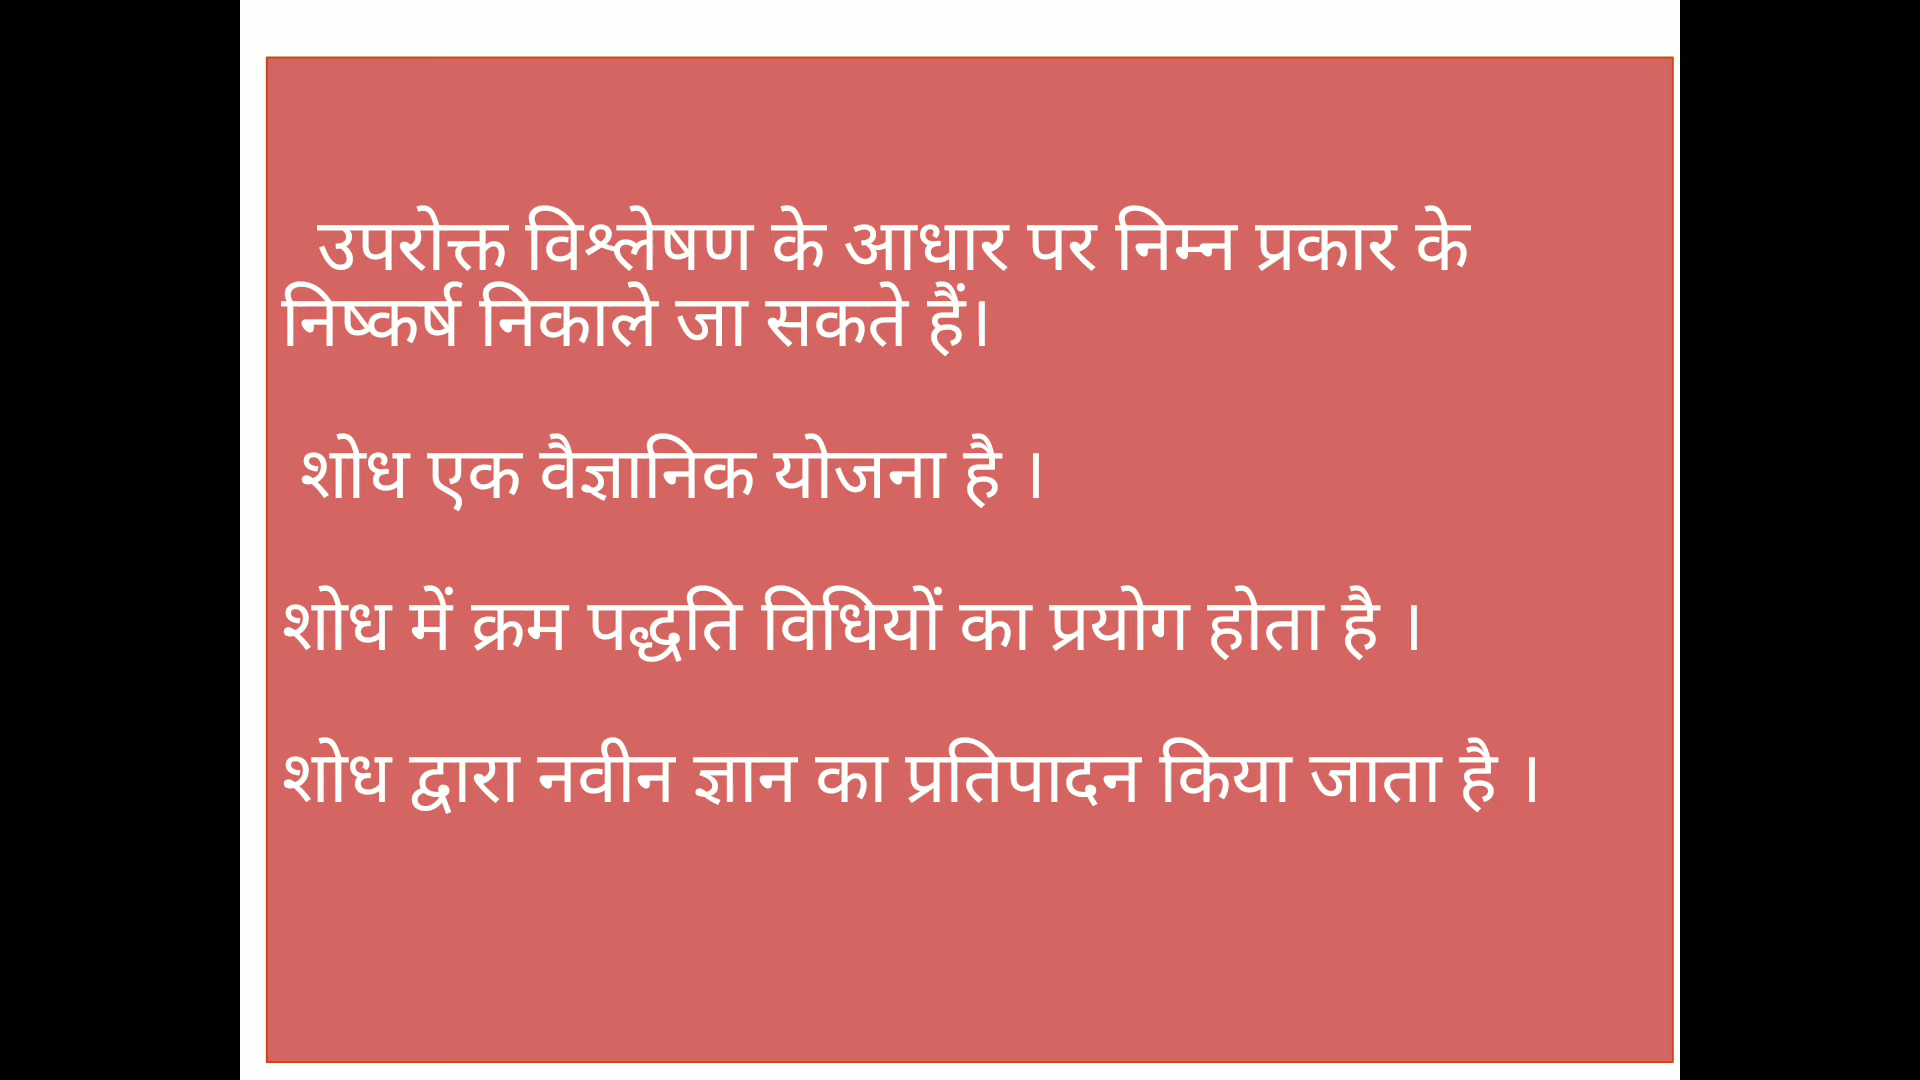 उपरोक्त विश्लेषण के आधार पर निम्न प्रकार के
निष्कर्ष निकाले जा सकते हैं।
शोध एक वैज्ञानिक योजना है ।
शोध में क्रम पद्धति विधियों का प्रयोग होता है ।
शोध द्वारा नवीन ज्ञान का प्रतिपादन किया जाता है ।